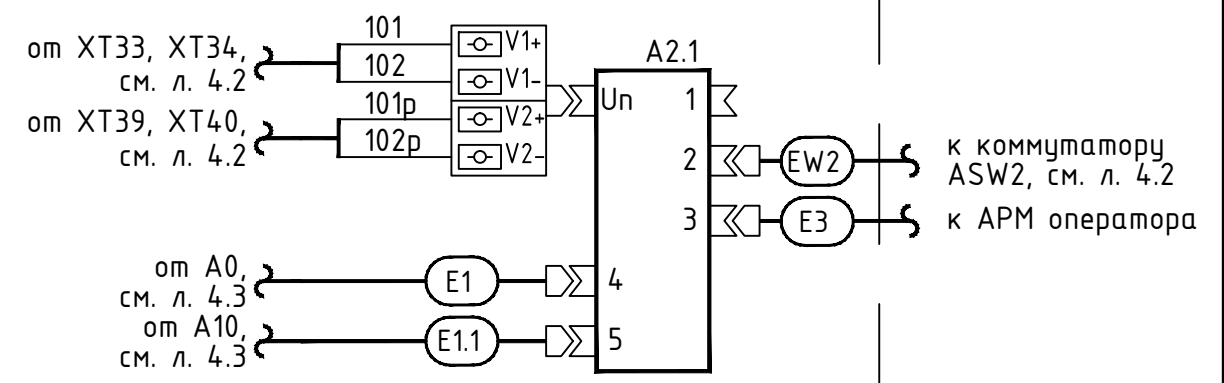 от XT33, XT34,
см. л. 4.2
101
102
V1+
V1-
от XT39, XT40,
см. л. 4.2
101р
102р
V2+
V2-
A2.1
Uп
1
2
3
4
5
EW2
к коммутатору
ASW2, см. л. 4.2
E3
к АРМ оператора
от A0,
см. л. 4.3
E1
от A10,
см. л. 4.3
E1.1